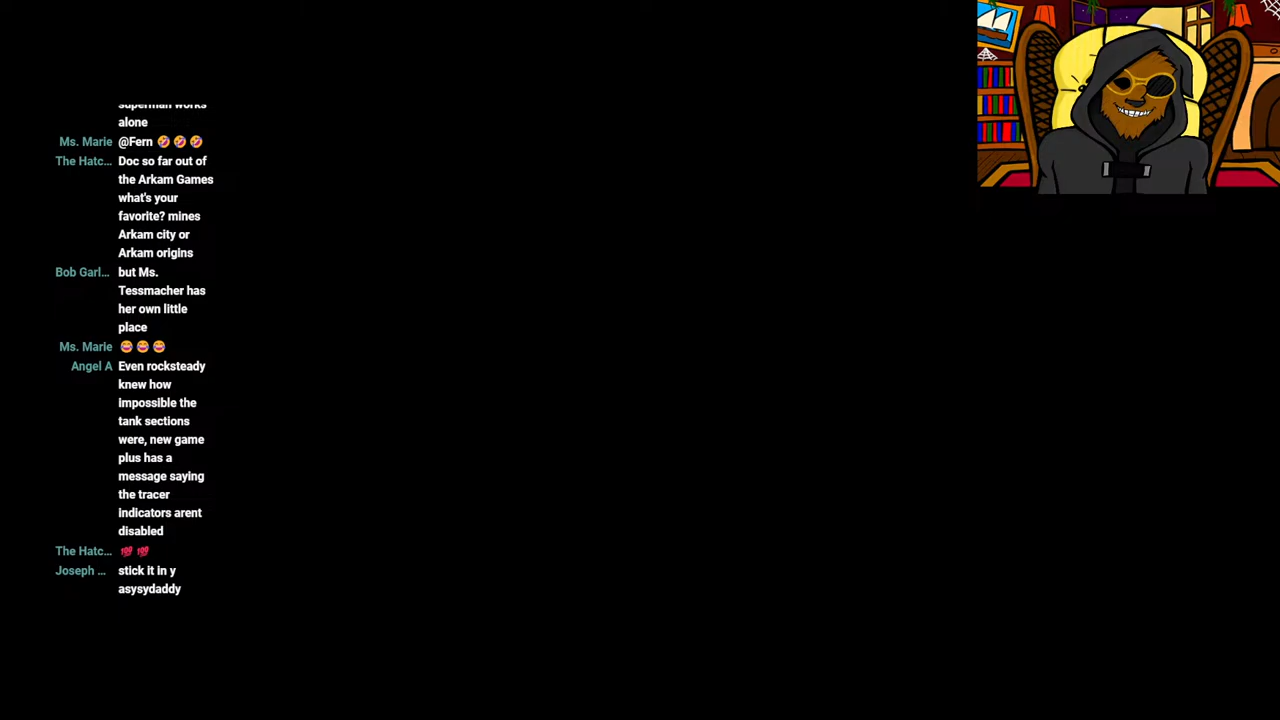 superman works
alone
Ms. Marie @Fern 🤣 🤣 🤣
The Hatc... Doc so far out of
the Arkam Games
what's your
favorite? mines
Arkam city or
Arkam origins
Bob Garl... but Ms.
Tessmacher has
her own little
place
Ms. Marie 😂 😂 😂
Angel A Even rocksteady
knew how
impossible the
tank sections
were, new game
plus has a
message saying
the tracer
indicators arent
disabled
The Hatc... 💯 💯
Joseph ... stick it in y
asysydaddy